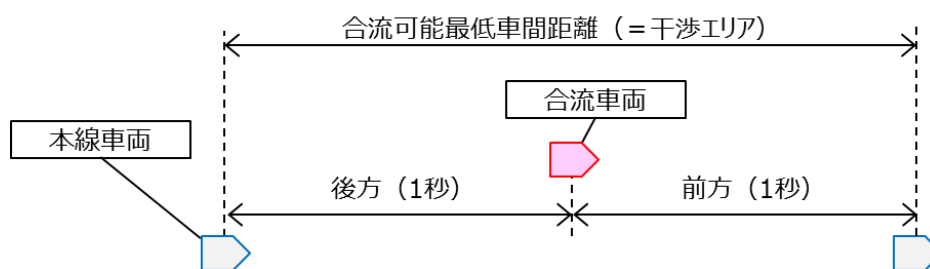 合流可能最低車間距離（＝干渉エリア）
合流車両
本線車両
後方（1秒）
前方（1秒）